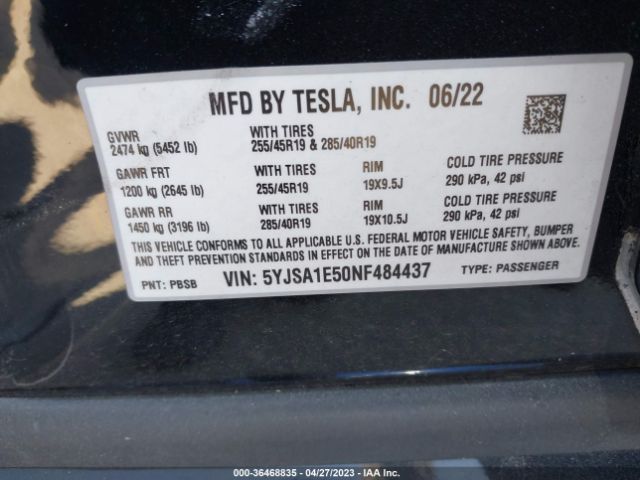 MFD BY TESLA, INC. 06/22
GVWR WITH TIRES
2474 kg (5452 lb) 255/45R19 & 285/40R19
GAWR FRT WITH TIRES RIM COLD TIRE PRESSURE
1200 kg (2645 lb) 255/45R19 19X9.5J 290 kPa, 42 psi
GAWR RR WITH TIRES RIM COLD TIRE PRESSURE
1450 kg (3196 lb) 285/40R19 19X10.5J 290 kPa, 42 psi
THIS VEHICLE CONFORMS TO ALL APPLICABLE U.S. FEDERAL MOTOR VEHICLE SAFETY, BUMPER
AND THEFT PREVENTION STANDARDS IN EFFECT ON THE DATE OF MANUFACTURE SHOWN ABOVE.
PNT: PBSB VIN: 5YJSA1E50NF484437 TYPE: PASSENGER
000-36468835 - 04/27/2023 - IAA Inc.